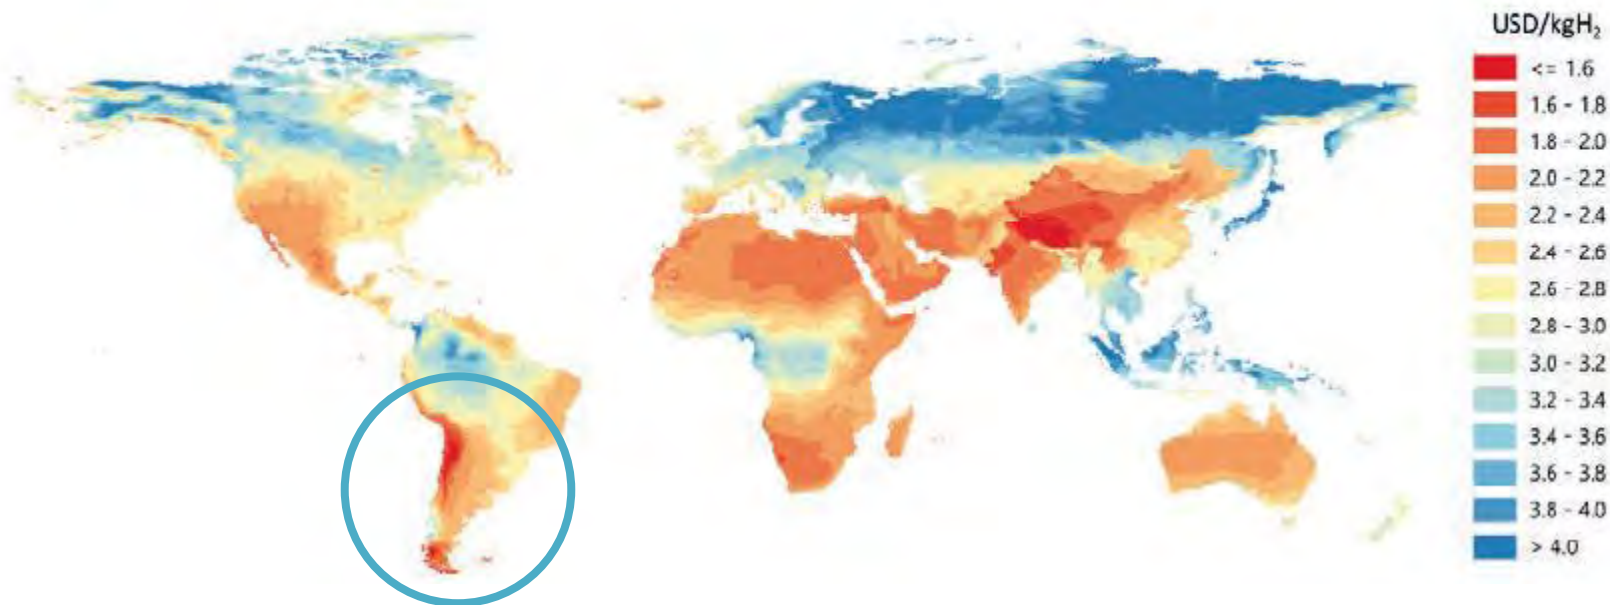 USD/kgH₂
<= 1.6
1.6 - 1.8
1.8 - 2.0
2.0 - 2.2
2.2 - 2.4
2.4 - 2.6
2.6 - 2.8
2.8 - 3.0
3.0 - 3.2
3.2 - 3.4
3.4 - 3.6
3.6 - 3.8
3.8 - 4.0
> 4.0